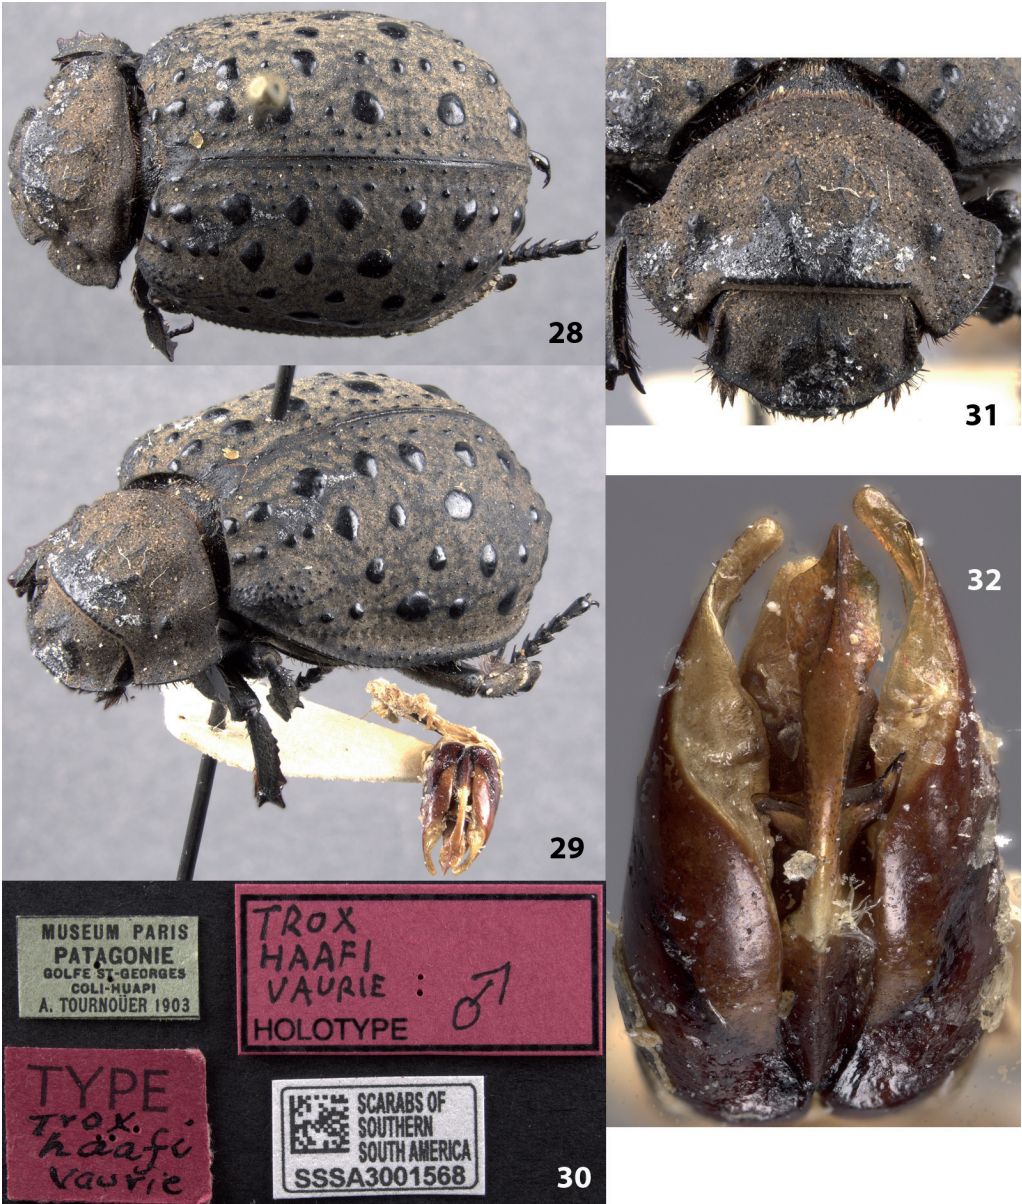 28
31
29
32
MUSEUM PARIS
PATAGONIE
GOLFE ST-GEORGES
COLI-HUAPI
A. TOURNOÜER 1903
TROX
HAAFI
VAURIE : ♂
HOLOTYPE
TYPE
Trox
haafi
Vaurie
SCARABS OF
SOUTHERN
SOUTH AMERICA
SSSA3001568
30